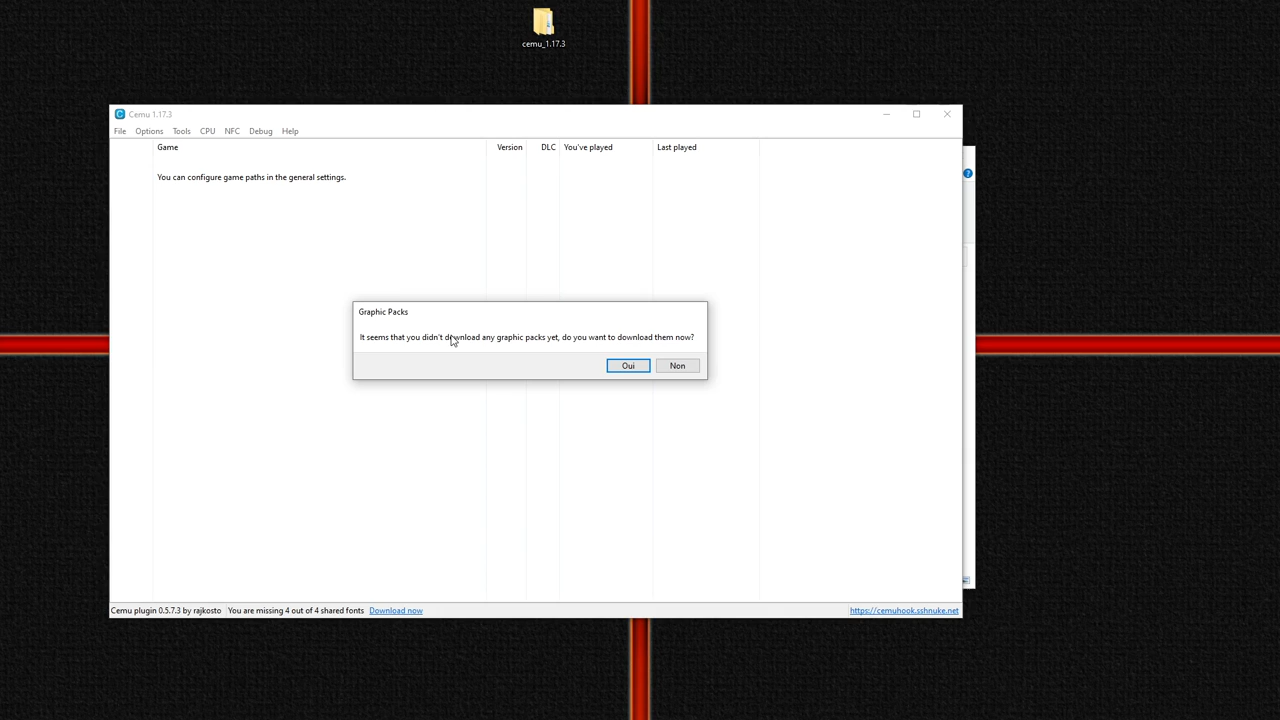 cemu_1.17.3
Cemu 1.17.3
File Options Tools CPU NFC Debug Help
Game Version DLC You've played Last played
You can configure game paths in the general settings.
Graphic Packs
It seems that you didn't download any graphic packs yet, do you want to download them now?
Oui Non
Cemu plugin 0.5.7.3 by rajkosto You are missing 4 out of 4 shared fonts Download now https://cemuhook.sshnuke.net